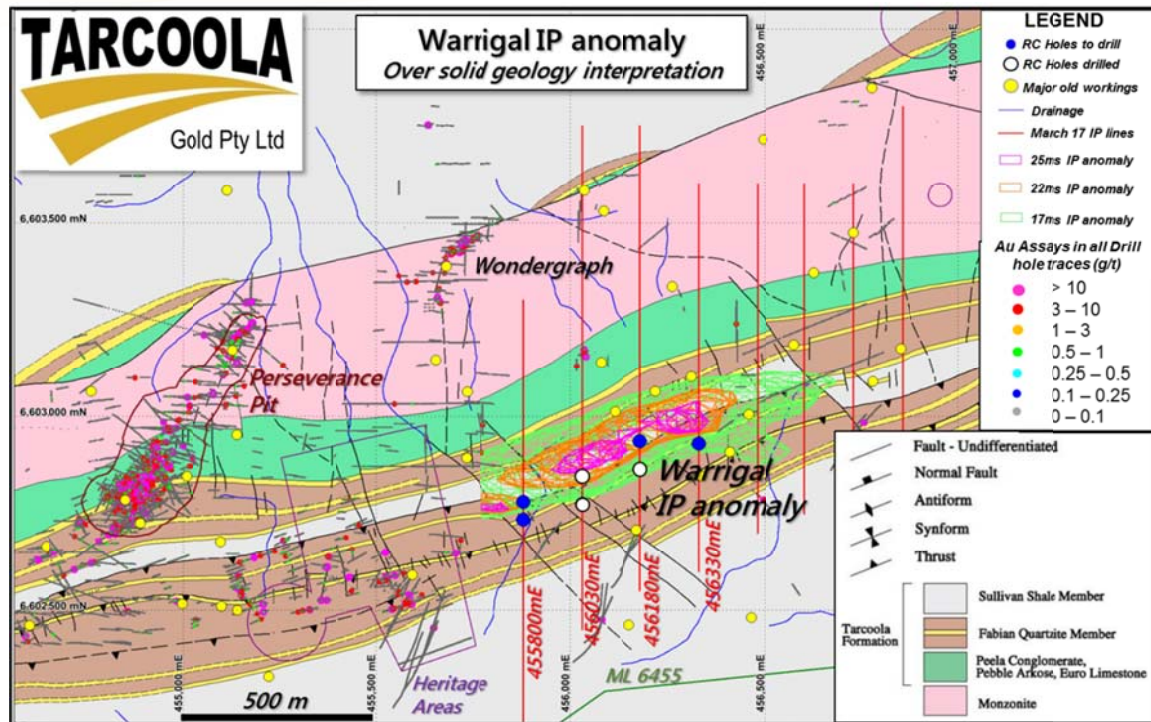 TARCOOLA
Gold Pty Ltd
Warrigal IP anomaly
Over solid geology interpretation
456,000 mE
456,500 mE
457,000 mE
6,603,500 mN
6,603,000 mN
6,602,500 mN
Wondergraph
Perseverance
Pit
Warrigal
IP anomaly
455800mE
456030mE
456180mE
456330mE
455,000 mE
455,500 mE
456,000 mE
456,500 mE
500 m
Heritage
Areas
ML 6455
LEGEND
RC Holes to drill
RC Holes drilled
Major old workings
Drainage
March 17 IP lines
25ms IP anomaly
22ms IP anomaly
17ms IP anomaly
Au Assays in all Drill
hole traces (g/t)
> 10
3 – 10
1 – 3
0.5 – 1
0.25 – 0.5
0.1 – 0.25
0 – 0.1
Fault - Undifferentiated
Normal Fault
Antiform
Synform
Thrust
Tarcoola
Formation
Sullivan Shale Member
Fabian Quartzite Member
Peela Conglomerate,
Pebble Arkose, Euro Limestone
Monzonite